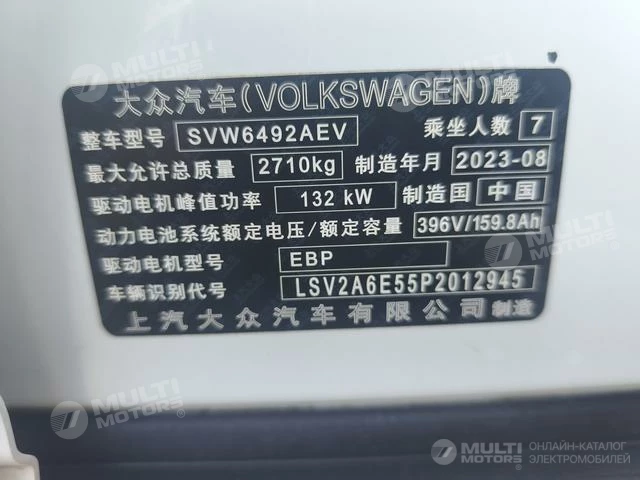 大众汽车(VOLKSWAGEN)牌
整车型号 SVW6492AEV 乘坐人数 7
最大允许总质量 2710kg 制造年月 2023-08
驱动电机峰值功率 132 kW 制造国 中国
动力电池系统额定电压/额定容量 396V/159.8Ah
驱动电机型号 EBP
车辆识别代号 LSV2A6E55P2012945
上汽大众汽车有限公司 制造
MULTI MOTORS®
MULTI MOTORS®
MULTI MOTORS®
MULTI MOTORS® ОНЛАЙН-КАТАЛОГ ЭЛЕКТРОМОБИЛЕЙ